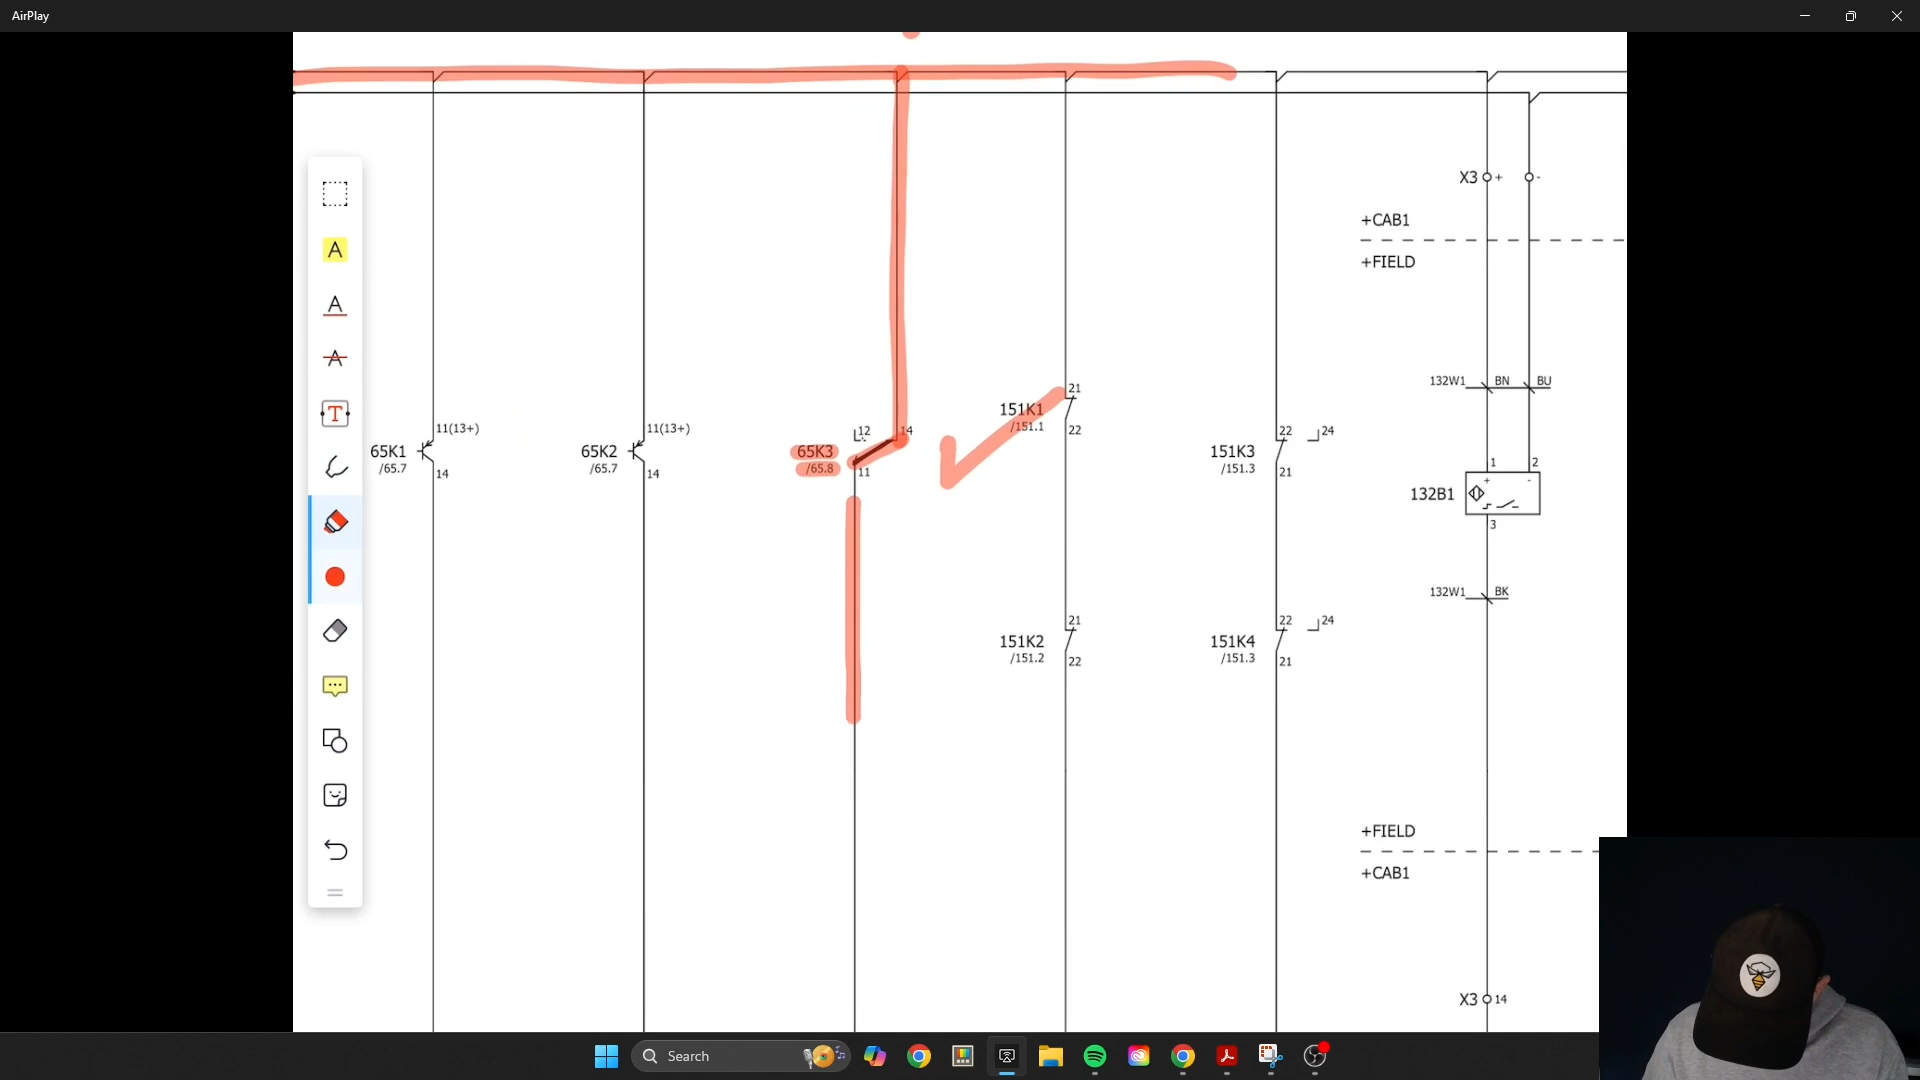 AirPlay
X3 + -
+CAB1
+FIELD
A
A
A
T
132W1 BN BU
21
151K1
/151.1
22
11(13+)
65K1
/65.7
14
11(13+)
65K2
/65.7
14
12 14
65K3
/65.8
11
22 24
151K3
/151.3
21
1 2
132B1
+ -
3
132W1 BK
21
151K2
/151.2
22
22 24
151K4
/151.3
21
+FIELD
+CAB1
X3 14
Search